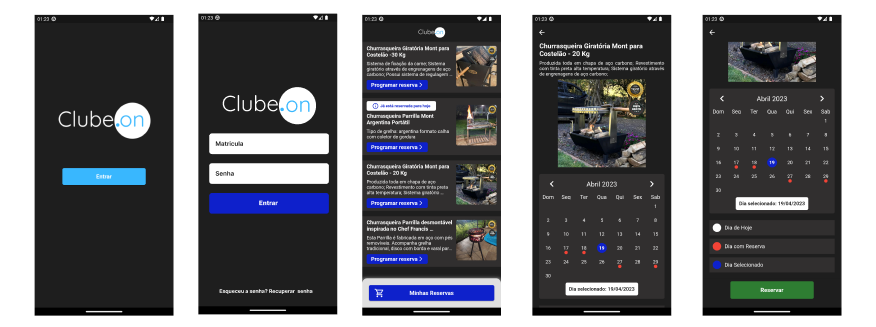 01:23
Clube.on
Entrar
01:23
Clube.on
Matricula
Senha
Entrar
Esqueceu a senha? Recuperar senha
01:23
Clube.on
Churrasqueira Giratória Mont para
Costelão -30 Kg
Sistema de fixação da carne; Sistema
giratório através de engrenagens de aço
carbono; Possui sistema de regulagem ...
Programar reserva >
Já está reservada para hoje
Churrasqueira Parrilla Mont
Argentina Portátil
Tipo de grelha: argentina formato calha
com coletor de gordura
Programar reserva >
Churrasqueira Giratória Mont para
Costelão - 20 Kg
Produzida toda em chapa de aço
carbono; Revestimento com tinta preta
alta temperatura; Sistema giratório ...
Programar reserva >
Churrasqueira Parrilla desmontável
inspirada no Chef Francis ...
Esta Parrilla é fabricada em aço com pés
removíveis. Acompanha grelha
tradicional, disco com borda e varal par...
Programar reserva >
Minhas Reservas
01:23
Churrasqueira Giratória Mont para
Costelão - 20 Kg
Produzida toda em chapa de aço carbono; Revestimento
com tinta preta alta temperatura; Sistema giratório através
de engrenagens de aço carbono;
Abril 2023
Dom Seg Ter Qua Qui Sex Sab
1
2 3 4 5 6 7 8
9 10 11 12 13 14 15
16 17 18 19 20 21 22
23 24 25 26 27 28 29
30
Dia selecionado: 19/04/2023
01:23
Abril 2023
Dom Seg Ter Qua Qui Sex Sab
1
2 3 4 5 6 7 8
9 10 11 12 13 14 15
16 17 18 19 20 21 22
23 24 25 26 27 28 29
30
Dia selecionado: 19/04/2023
Dia de Hoje
Dia com Reserva
Dia Selecionado
Reservar